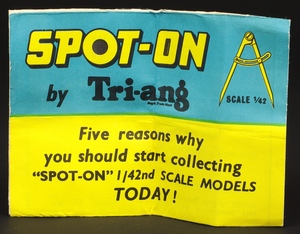 SPOT-ON
by Tri-ang
SCALE 1/42
Five reasons why
you should start collecting
"SPOT-ON" 1/42nd SCALE MODELS
TODAY!